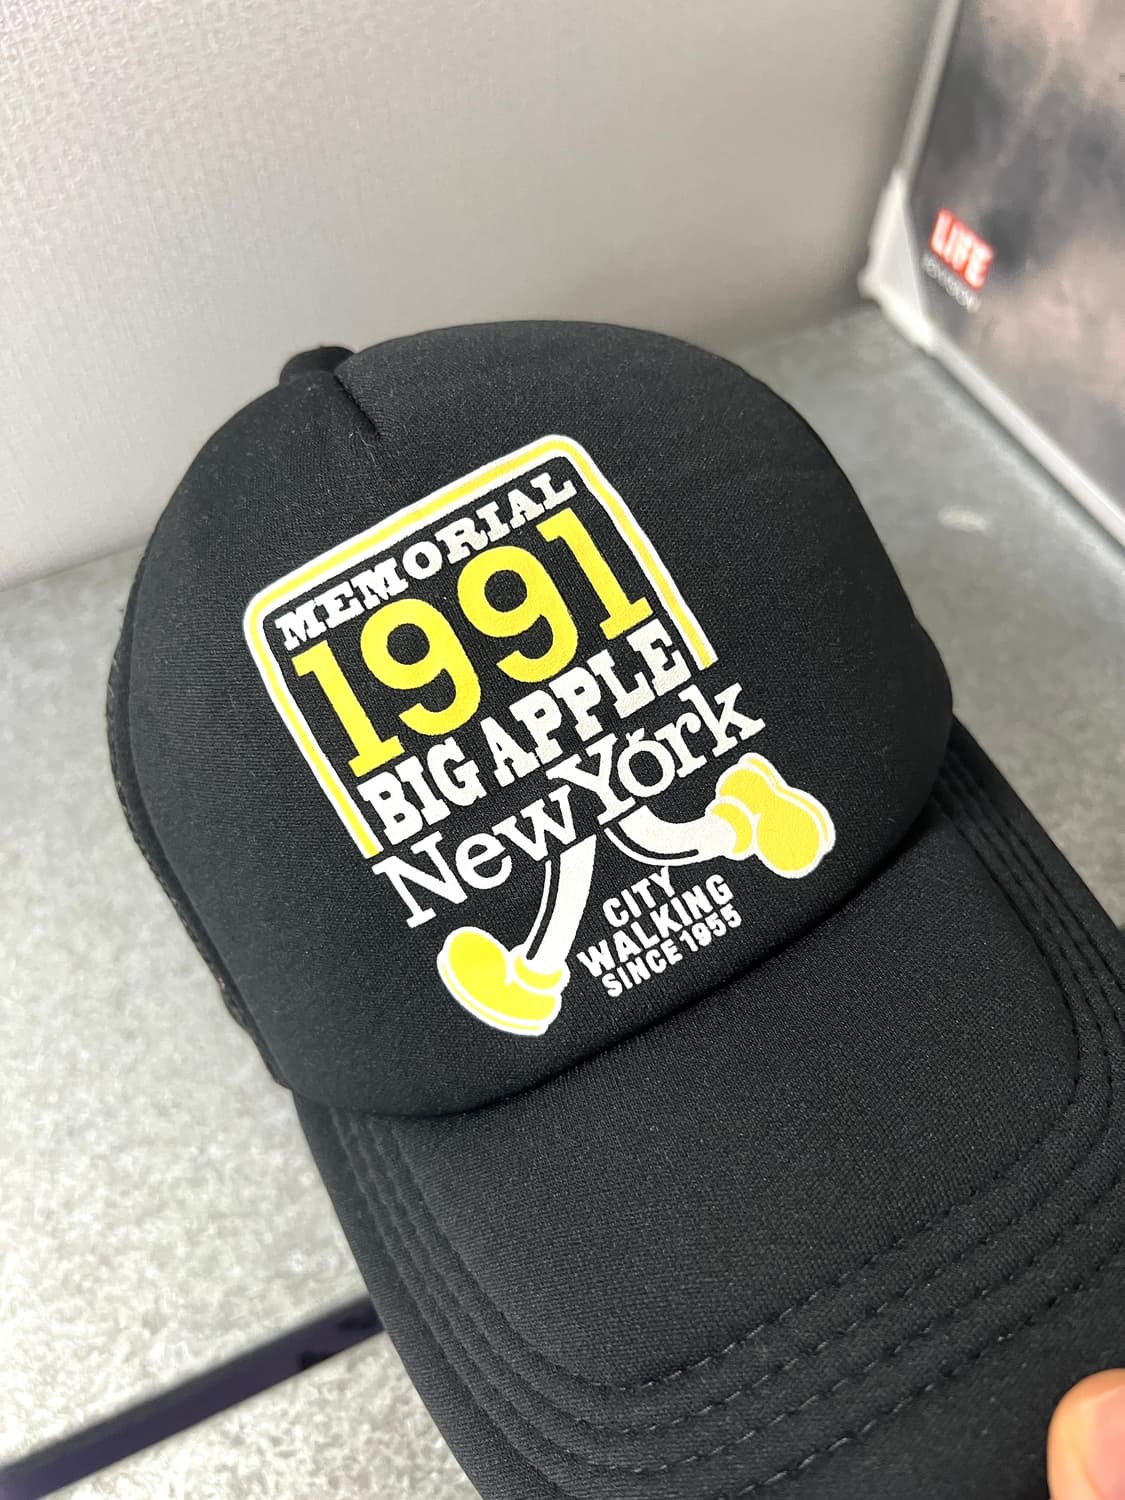 MEMORIAL
1991
BIG APPLE
New York
CITY
WALKING
SINCE 1955
LIFE